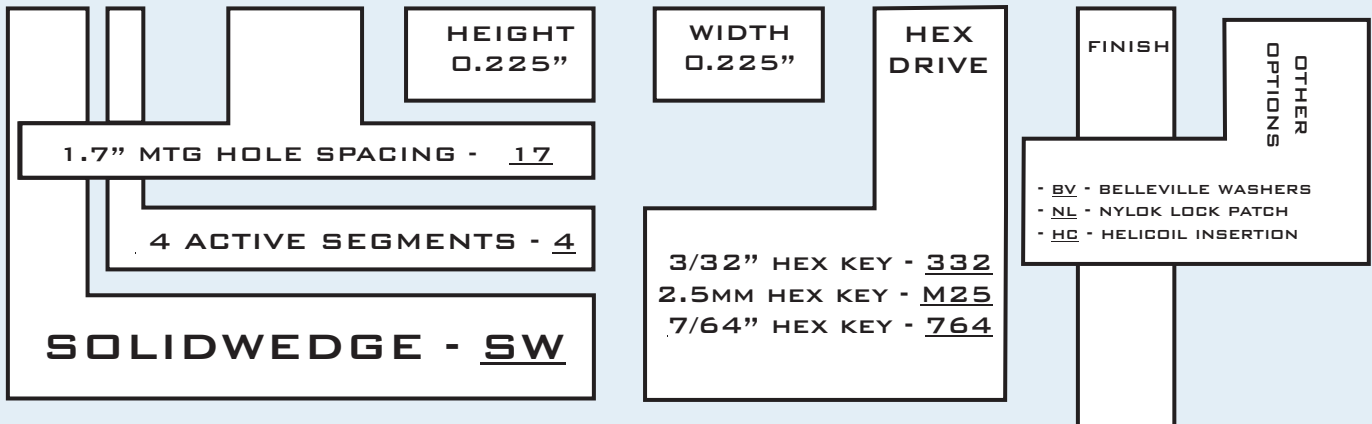 HEIGHT
0.225”
WIDTH
0.225”
HEX
DRIVE
FINISH
OTHER
OPTIONS
1.7” MTG HOLE SPACING - 17
4 ACTIVE SEGMENTS - 4
SOLIDWEDGE - SW
3/32” HEX KEY - 332
2.5MM HEX KEY - M25
7/64” HEX KEY - 764
- BV - BELLEVILLE WASHERS
- NL - NYLOK LOCK PATCH
- HC - HELICOIL INSERTION